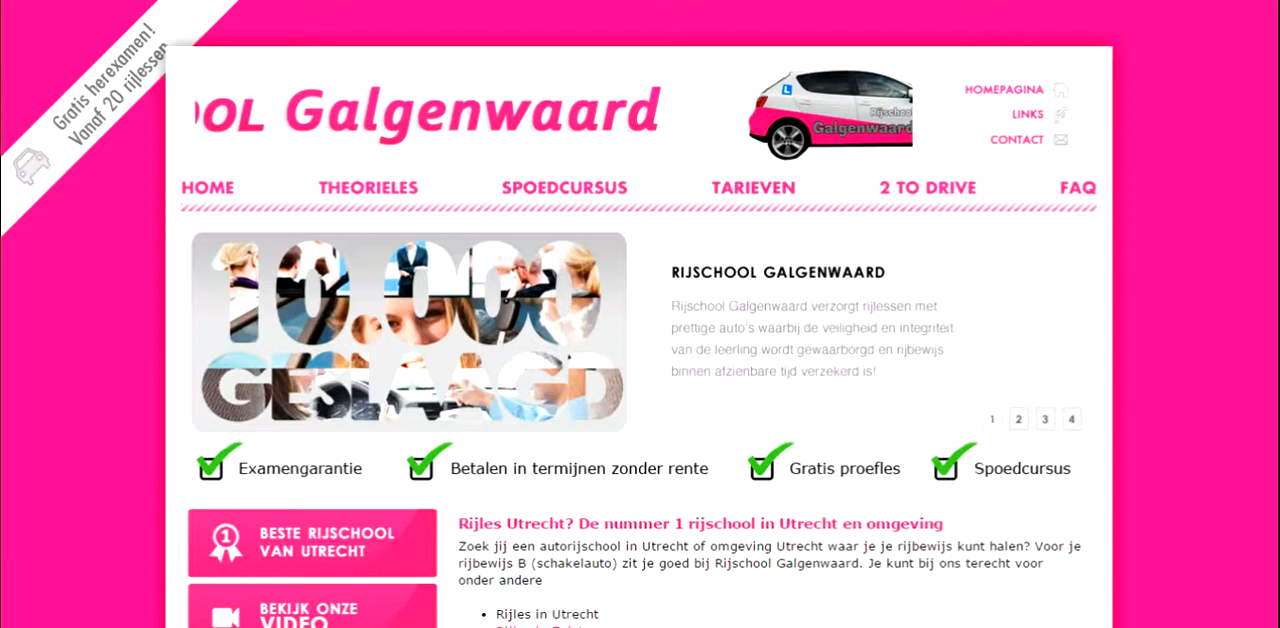 Gratis herexamen!
Vanaf 20 rijlessen
OOL Galgenwaard
L
Rijschool
Galgenwaard
HOMEPAGINA
LINKS
CONTACT
HOME THEORIELES SPOEDCURSUS TARIEVEN 2 TO DRIVE FAQ
10.000
GESLAAGD
RIJSCHOOL GALGENWAARD
Rijschool Galgenwaard verzorgt rijlessen met
prettige auto's waarbij de veiligheid en integriteit
van de leerling wordt gewaarborgd en rijbewijs
binnen afzienbare tijd verzekerd is!
1 2 3 4
Examengarantie Betalen in termijnen zonder rente Gratis proefles Spoedcursus
1 BESTE RIJSCHOOL
VAN UTRECHT
BEKIJK ONZE
VIDEO
Rijles Utrecht? De nummer 1 rijschool in Utrecht en omgeving
Zoek jij een autorijschool in Utrecht of omgeving Utrecht waar je je rijbewijs kunt halen? Voor je
rijbewijs B (schakelauto) zit je goed bij Rijschool Galgenwaard. Je kunt bij ons terecht voor
onder andere
• Rijles in Utrecht